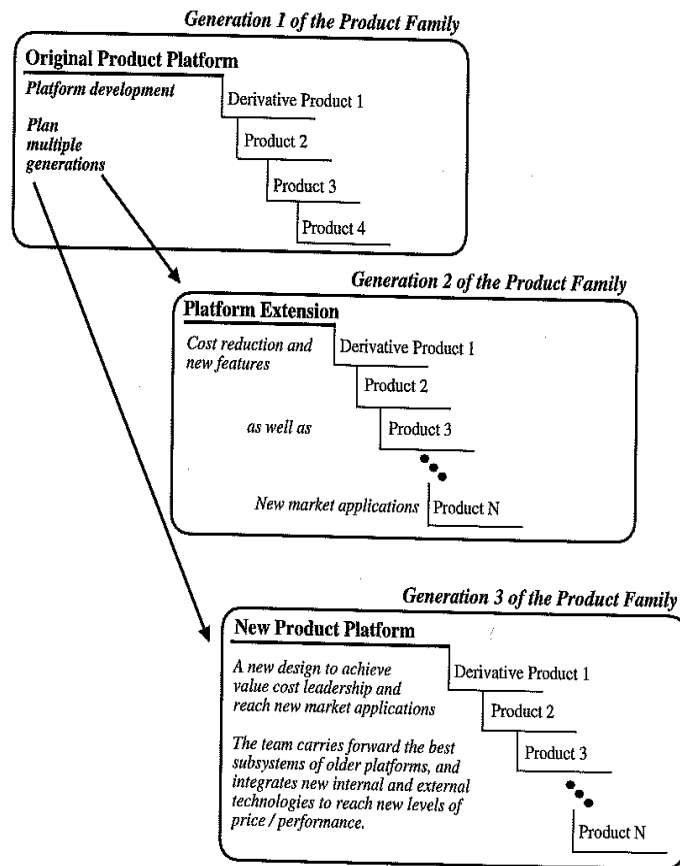 Generation 1 of the Product Family
Original Product Platform
Platform development
Plan
multiple
generations
Derivative Product 1
Product 2
Product 3
Product 4
Generation 2 of the Product Family
Platform Extension
Cost reduction and
new features
as well as
New market applications
Derivative Product 1
Product 2
Product 3
Product N
Generation 3 of the Product Family
New Product Platform
A new design to achieve
value cost leadership and
reach new market applications
The team carries forward the best
subsystems of older platforms, and
integrates new internal and external
technologies to reach new levels of
price / performance.
Derivative Product 1
Product 2
Product 3
Product N